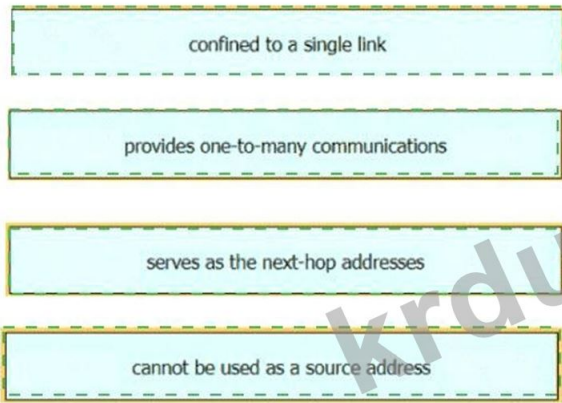 confined to a single link
provides one-to-many communications
serves as the next-hop addresses
cannot be used as a source address
krdu